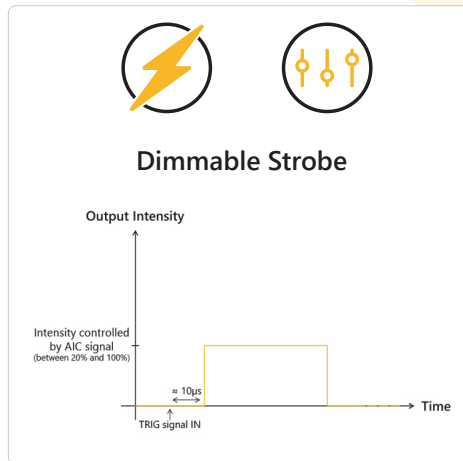 Dimmable Strobe
Output Intensity
Intensity controlled
by AIC signal
(between 20% and 100%)
≈ 10µs
Time
TRIG signal IN